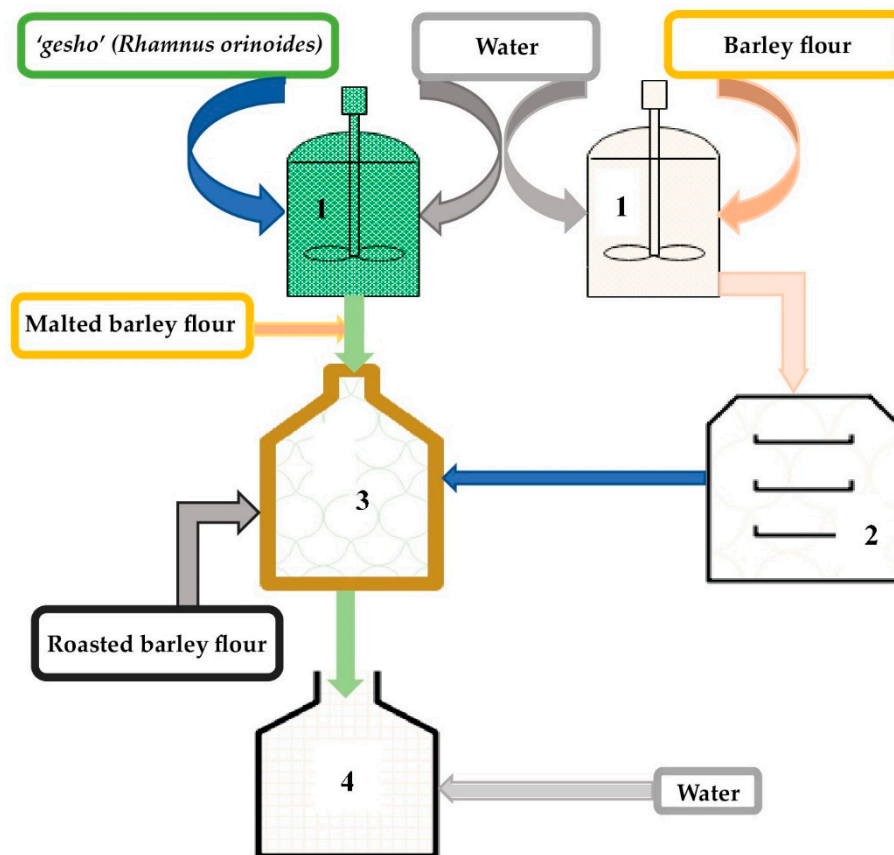 ‘gesho’ (Rhamnus orinoides)
Water
Barley flour
1
1
Malted barley flour
3
2
Roasted barley flour
4
Water